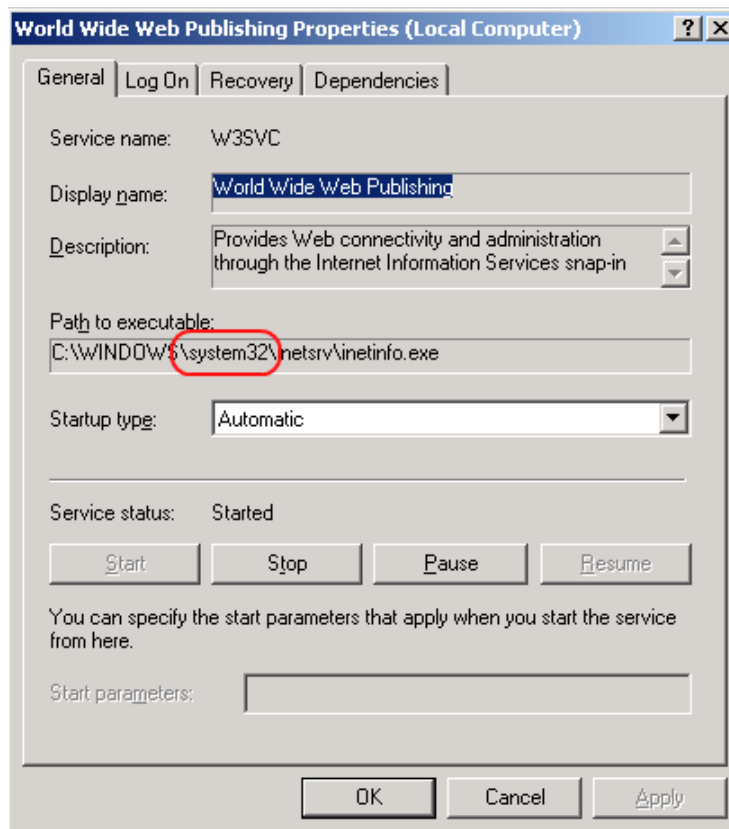 World Wide Web Publishing Properties (Local Computer) ? X
General Log On Recovery Dependencies
Service name: W3SVC
Display name: World Wide Web Publishing
Description: Provides Web connectivity and administration
through the Internet Information Services snap-in
Path to executable:
C:\WINDOWS\system32\inetsrv\inetinfo.exe
Startup type: Automatic
Service status: Started
Start Stop Pause Resume
You can specify the start parameters that apply when you start the service
from here.
Start parameters:
OK Cancel Apply